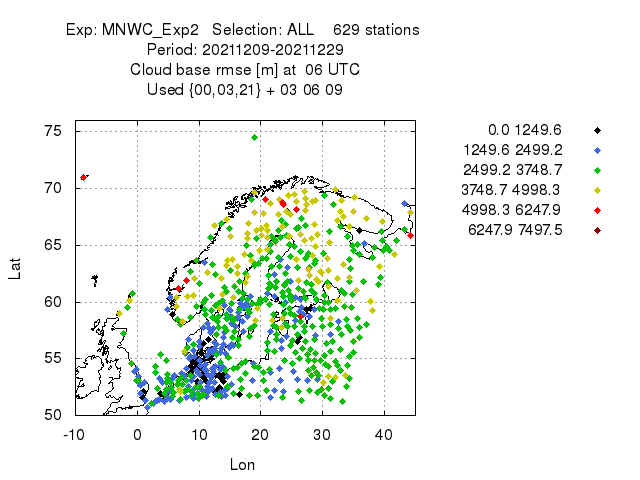 Exp: MNWC_Exp2 Selection: ALL 629 stations
Period: 20211209-20211229
Cloud base rmse [m] at 06 UTC
Used {00,03,21} + 03 06 09
0.0 1249.6
1249.6 2499.2
2499.2 3748.7
3748.7 4998.3
4998.3 6247.9
6247.9 7497.5
75
70
65
60
55
50
Lat
-10 0 10 20 30 40
Lon